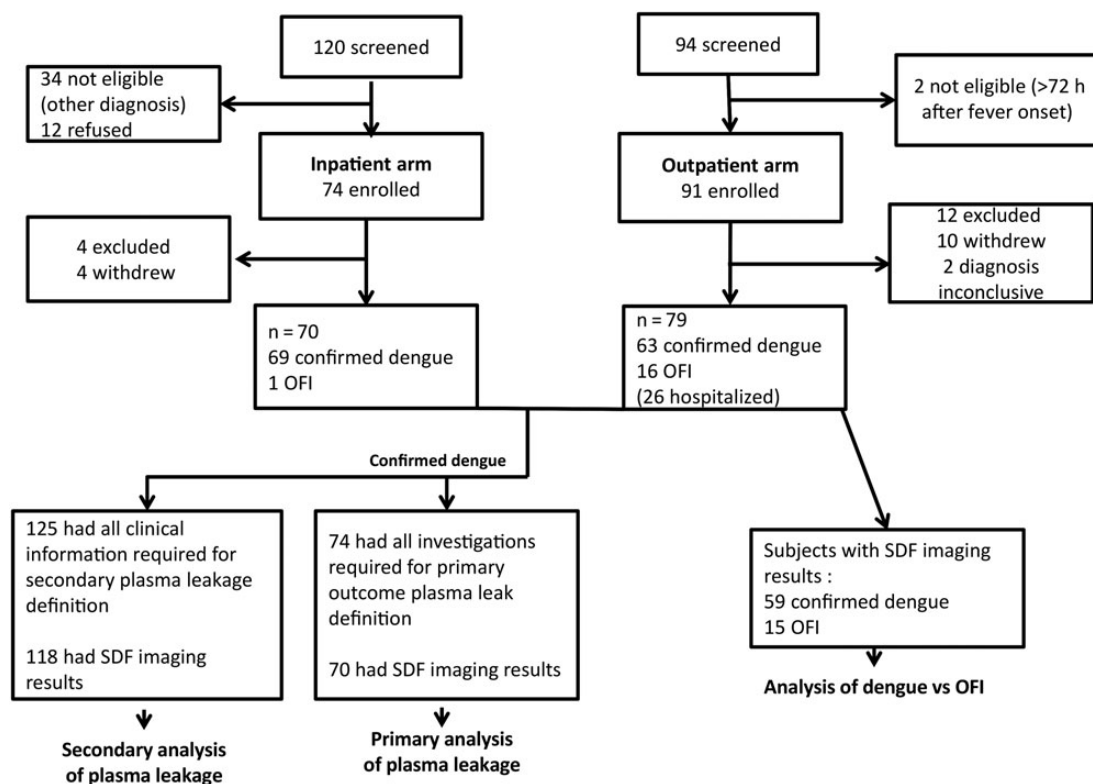 120 screened
94 screened
34 not eligible
(other diagnosis)
12 refused
2 not eligible (>72 h
after fever onset)
Inpatient arm
74 enrolled
Outpatient arm
91 enrolled
4 excluded
4 withdrew
12 excluded
10 withdrew
2 diagnosis
inconclusive
n = 70
69 confirmed dengue
1 OFI
n = 79
63 confirmed dengue
16 OFI
(26 hospitalized)
Confirmed dengue
125 had all clinical
information required for
secondary plasma leakage
definition
118 had SDF imaging
results
74 had all investigations
required for primary
outcome plasma leak
definition
70 had SDF imaging results
Subjects with SDF imaging
results :
59 confirmed dengue
15 OFI
Secondary analysis
of plasma leakage
Primary analysis
of plasma leakage
Analysis of dengue vs OFI